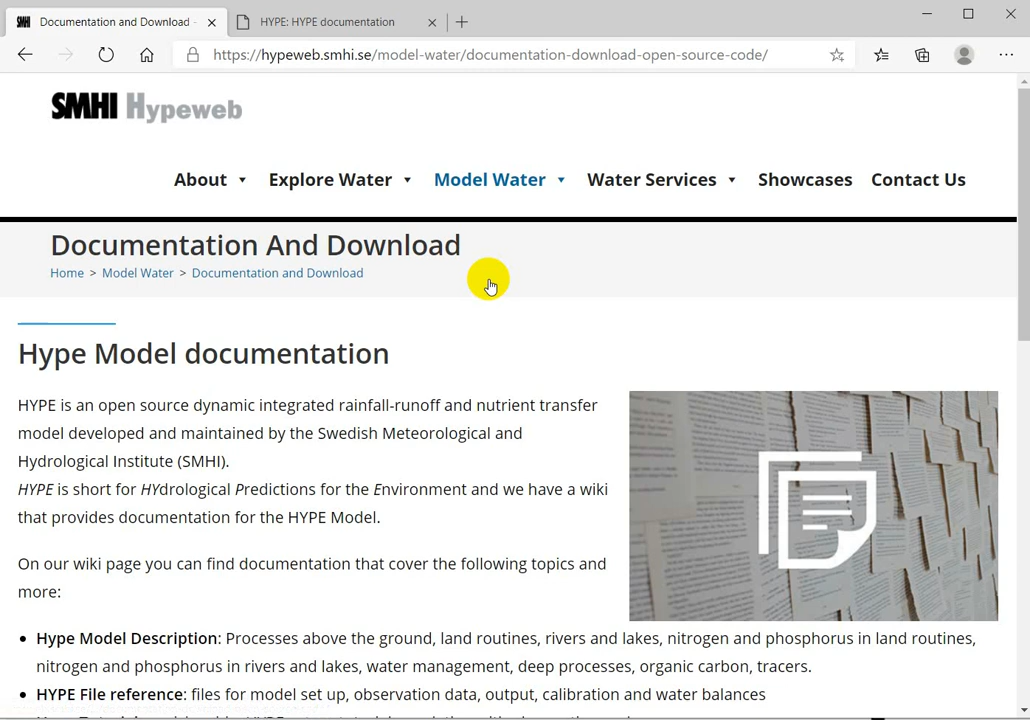 SMHI Documentation and Download -
HYPE: HYPE documentation
https://hypeweb.smhi.se/model-water/documentation-download-open-source-code/
SMHI Hypeweb
About Explore Water Model Water Water Services Showcases Contact Us
Documentation And Download
Home > Model Water > Documentation and Download
Hype Model documentation
HYPE is an open source dynamic integrated rainfall-runoff and nutrient transfer
model developed and maintained by the Swedish Meteorological and
Hydrological Institute (SMHI).
HYPE is short for HYdrological Predictions for the Environment and we have a wiki
that provides documentation for the HYPE Model.
On our wiki page you can find documentation that cover the following topics and
more:
Hype Model Description: Processes above the ground, land routines, rivers and lakes, nitrogen and phosphorus in land routines,
nitrogen and phosphorus in rivers and lakes, water management, deep processes, organic carbon, tracers.
HYPE File reference: files for model set up, observation data, output, calibration and water balances